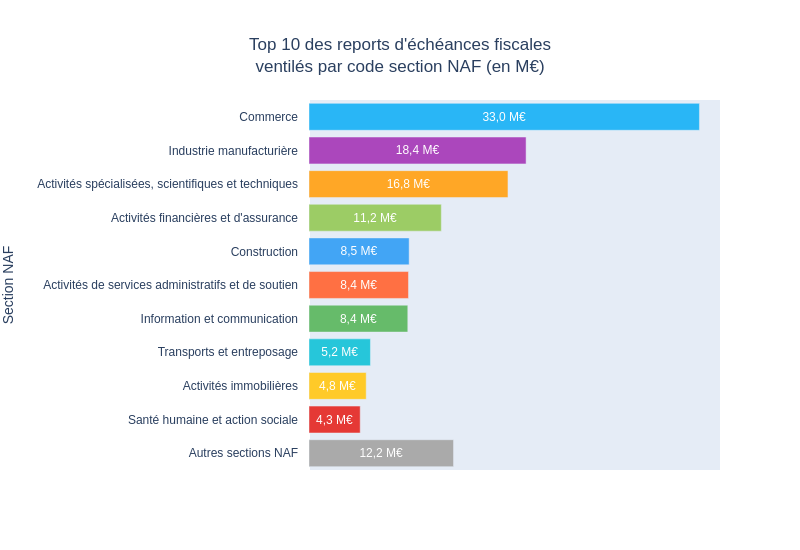 Top 10 des reports d'échéances fiscales
ventilés par code section NAF (en M€)
Section NAF
Commerce 33,0 M€
Industrie manufacturière 18,4 M€
Activités spécialisées, scientifiques et techniques 16,8 M€
Activités financières et d'assurance 11,2 M€
Construction 8,5 M€
Activités de services administratifs et de soutien 8,4 M€
Information et communication 8,4 M€
Transports et entreposage 5,2 M€
Activités immobilières 4,8 M€
Santé humaine et action sociale 4,3 M€
Autres sections NAF 12,2 M€